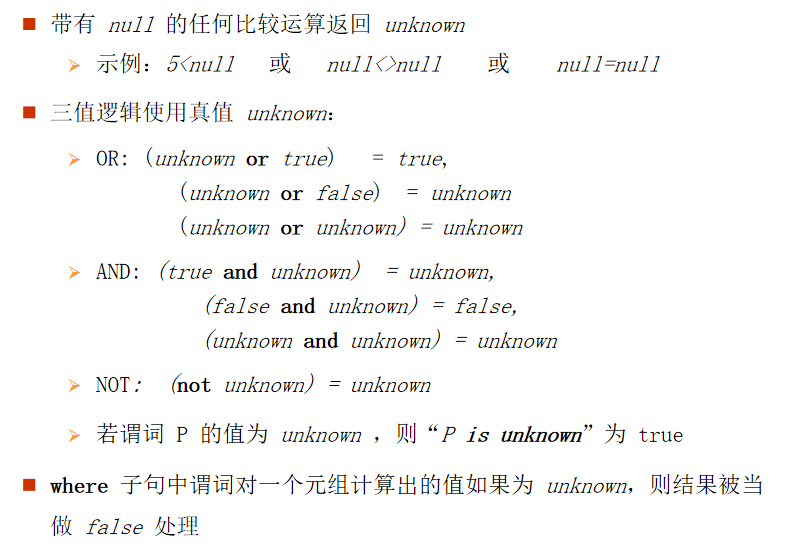 ■ 带有 null 的任何比较运算返回 unknown
➢ 示例：5<null 或 null<>null 或 null=null
■ 三值逻辑使用真值 unknown：
➢ OR: (unknown or true) = true,
(unknown or false) = unknown
(unknown or unknown) = unknown
➢ AND: (true and unknown) = unknown,
(false and unknown) = false,
(unknown and unknown) = unknown
➢ NOT: (not unknown) = unknown
➢ 若谓词 P 的值为 unknown ，则“P is unknown”为 true
■ where 子句中谓词对一个元组计算出的值如果为 unknown，则结果被当
做 false 处理